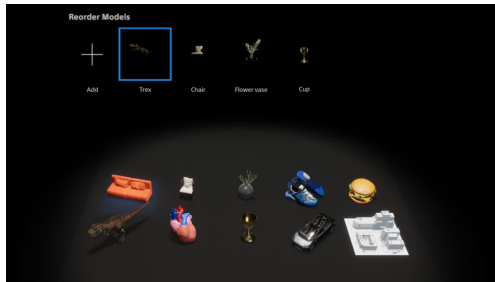 Reorder Models
Add
Trex
Chair
Flower vase
Cup